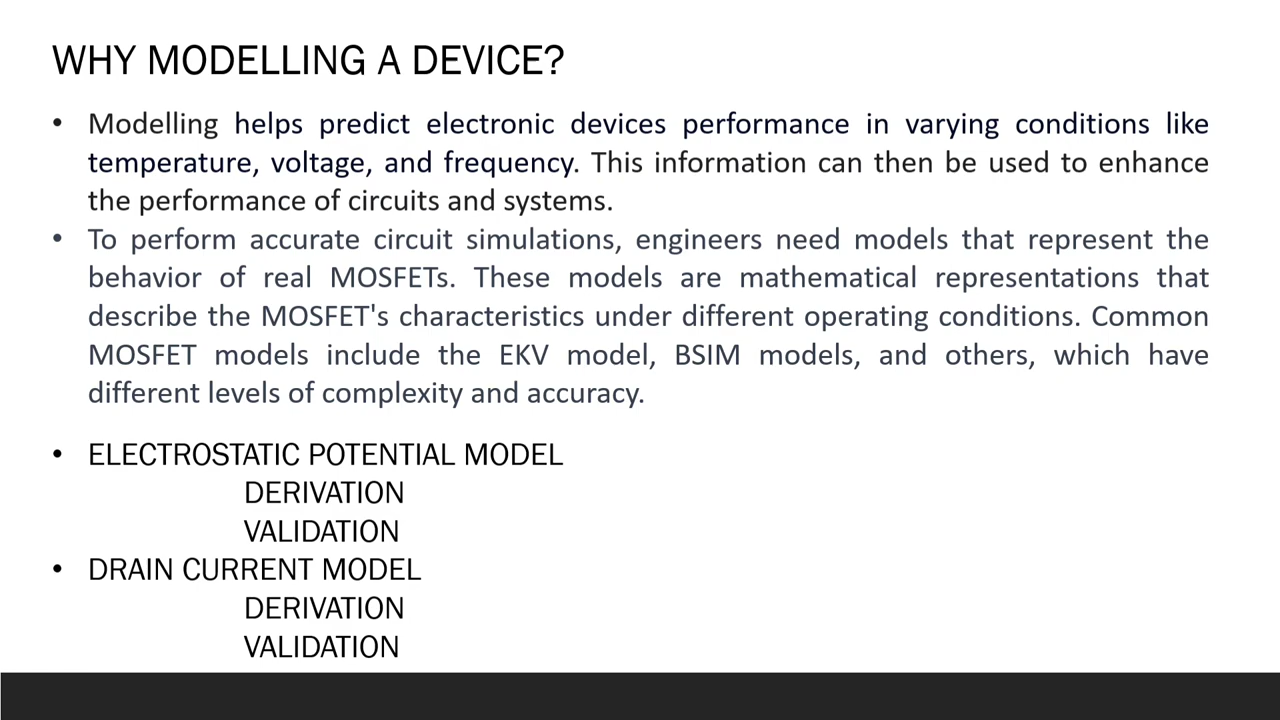 WHY MODELLING A DEVICE?
• Modelling helps predict electronic devices performance in varying conditions like
temperature, voltage, and frequency. This information can then be used to enhance
the performance of circuits and systems.
• To perform accurate circuit simulations, engineers need models that represent the
behavior of real MOSFETs. These models are mathematical representations that
describe the MOSFET's characteristics under different operating conditions. Common
MOSFET models include the EKV model, BSIM models, and others, which have
different levels of complexity and accuracy.
• ELECTROSTATIC POTENTIAL MODEL
DERIVATION
VALIDATION
• DRAIN CURRENT MODEL
DERIVATION
VALIDATION